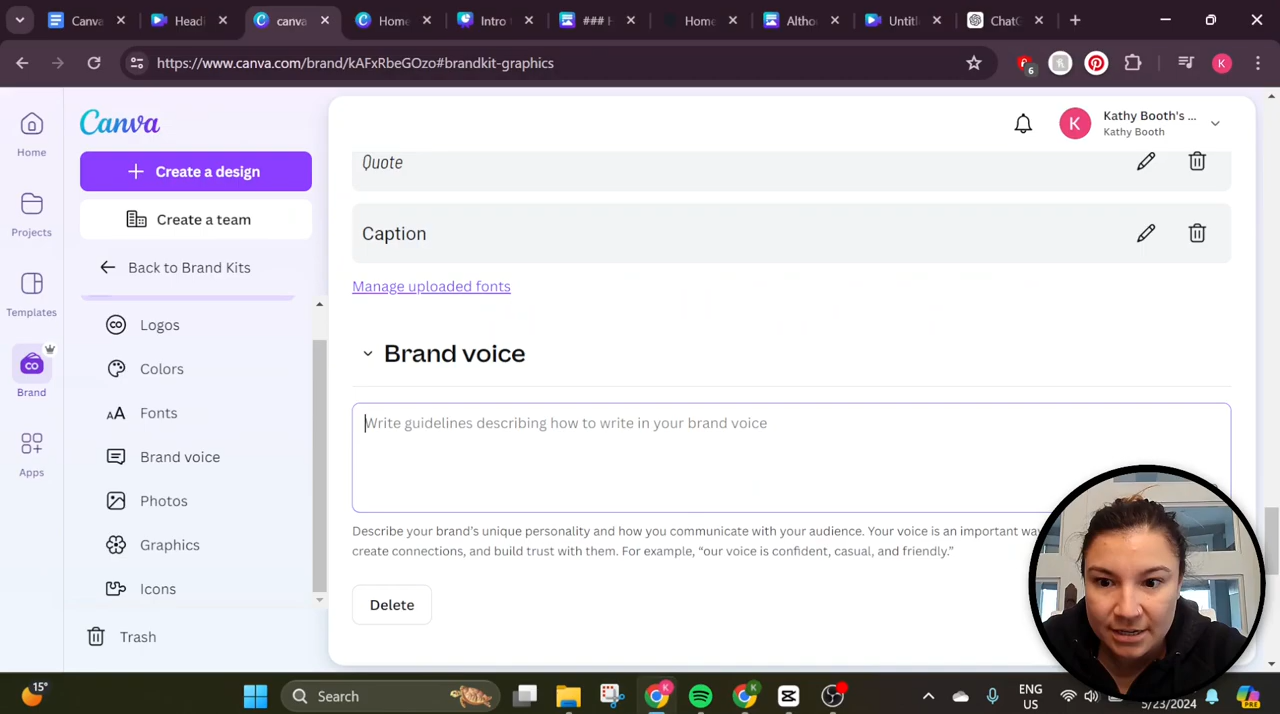 Canva
Headi
canva
Home
Intro
### H
Home
Altho
Untitl
ChatG
https://www.canva.com/brand/kAFxRbeGOzo#brandkit-graphics
6
K
Home
Projects
Templates
Brand
Apps
Canva
Create a design
Create a team
Back to Brand Kits
Logos
Colors
Fonts
Brand voice
Photos
Graphics
Icons
Trash
K
Kathy Booth's ...
Kathy Booth
Quote
Caption
Manage uploaded fonts
Brand voice
Write guidelines describing how to write in your brand voice
Describe your brand's unique personality and how you communicate with your audience. Your voice is an important way
create connections, and build trust with them. For example, “our voice is confident, casual, and friendly.”
Delete
15°
Search
ENG
US
5/23/2024
PRE